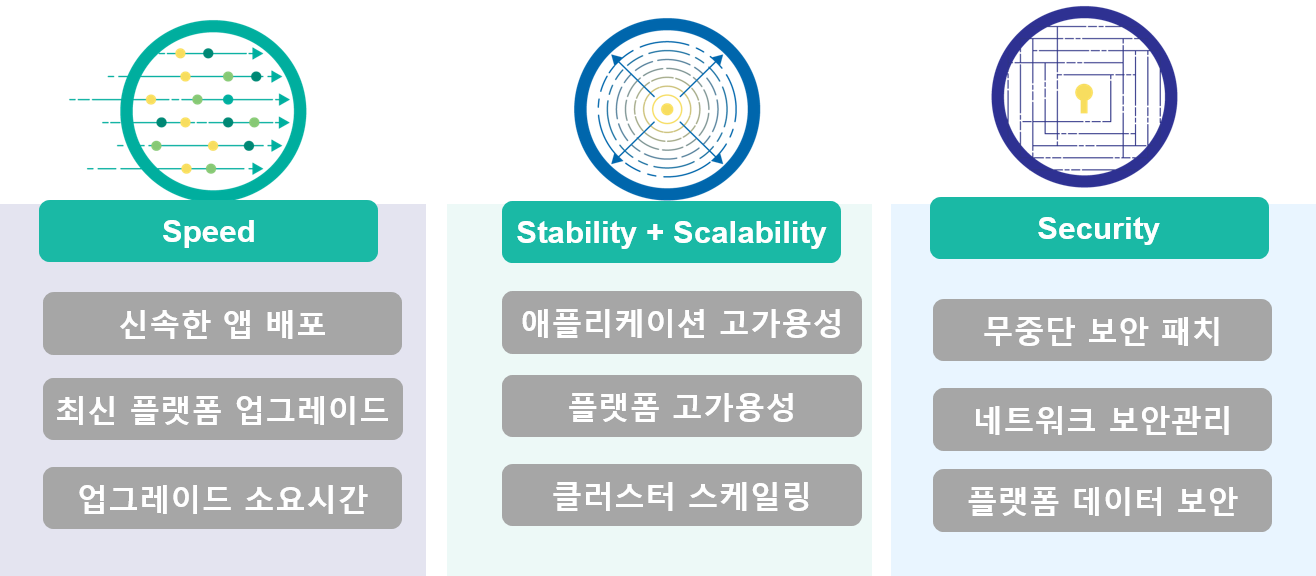 Speed
신속한 앱 배포
최신 플랫폼 업그레이드
업그레이드 소요시간
Stability + Scalability
애플리케이션 고가용성
플랫폼 고가용성
클러스터 스케일링
Security
무중단 보안 패치
네트워크 보안관리
플랫폼 데이터 보안